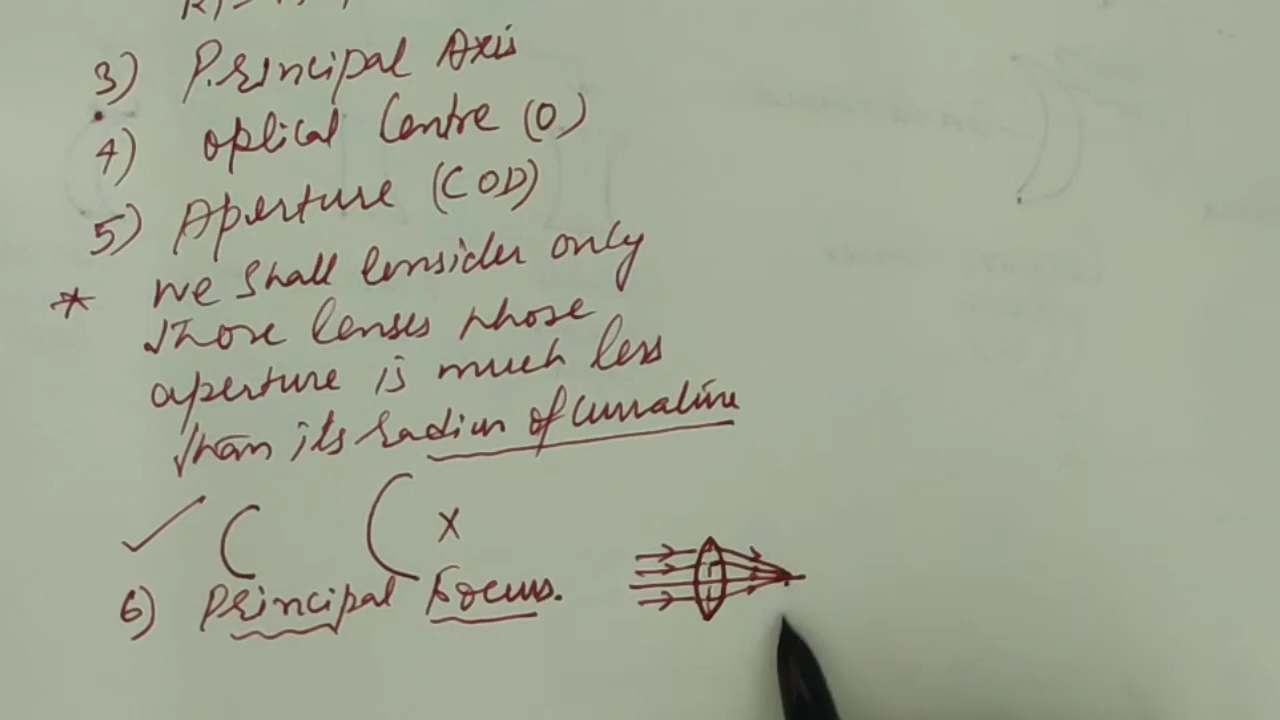 3) Principal Axis
4) optical Centre (O)
5) Aperture (COD)
* we shall consider only
those lenses whose
aperture is much less
than its radius of curvature
✓ x
6) Principal Focus.